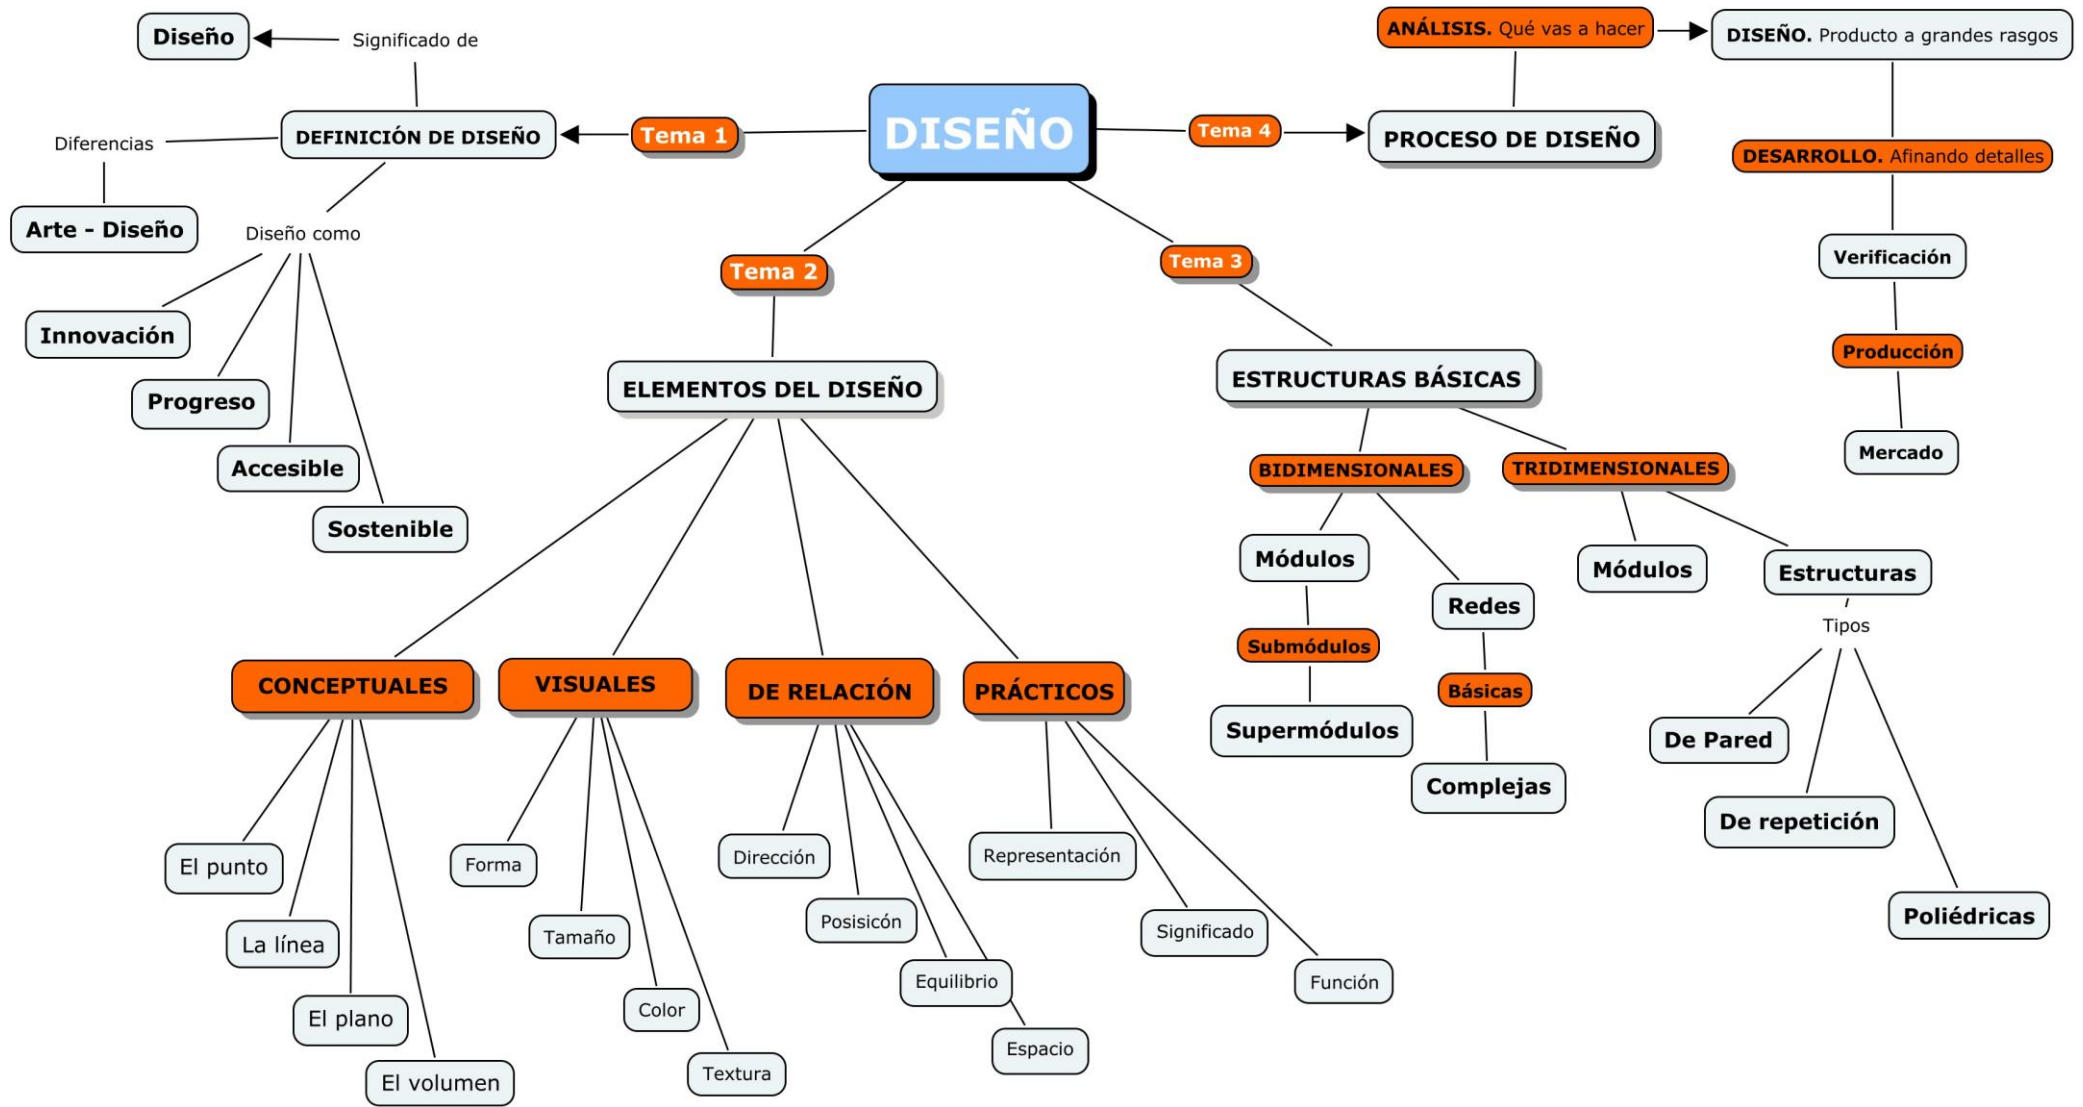 DISEÑO
Tema 1
DEFINICIÓN DE DISEÑO
Significado de
Diseño
Diferencias
Arte - Diseño
Diseño como
Innovación
Progreso
Accesible
Sostenible
Tema 2
ELEMENTOS DEL DISEÑO
CONCEPTUALES
El punto
La línea
El plano
El volumen
VISUALES
Forma
Tamaño
Color
Textura
DE RELACIÓN
Dirección
Posisicón
Equilibrio
Espacio
PRÁCTICOS
Representación
Significado
Función
Tema 3
ESTRUCTURAS BÁSICAS
BIDIMENSIONALES
Módulos
Submódulos
Supermódulos
Redes
Básicas
Complejas
TRIDIMENSIONALES
Módulos
Estructuras
Tipos
De Pared
De repetición
Poliédricas
Tema 4
PROCESO DE DISEÑO
ANÁLISIS. Qué vas a hacer
DISEÑO. Producto a grandes rasgos
DESARROLLO. Afinando detalles
Verificación
Producción
Mercado